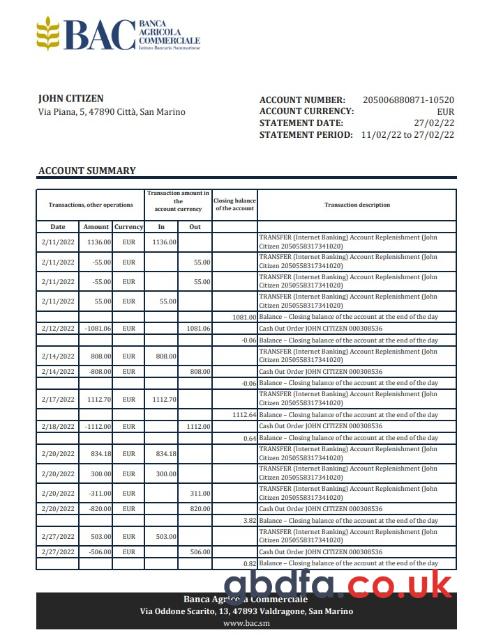 BAC BANCA
AGRICOLA
COMMERCIALE
Istituto Bancario Sammarinese
JOHN CITIZEN
Via Piana, 5, 47890 Città, San Marino
ACCOUNT NUMBER: 205006880871-10520
ACCOUNT CURRENCY: EUR
STATEMENT DATE: 27/02/22
STATEMENT PERIOD: 11/02/22 to 27/02/22
ACCOUNT SUMMARY
Transactions, other operations
Transaction amount in
the
account currency
Closing balance
of the account
Transaction description
Date Amount Currency In Out
2/11/2022 1136.00 EUR 1136.00 TRANSFER (Internet Banking) Account Replenishment (John
Citizen 2050558317341020)
2/11/2022 -55.00 EUR 55.00 TRANSFER (Internet Banking) Account Replenishment (John
Citizen 2050558317341020)
2/11/2022 -55.00 EUR 55.00 TRANSFER (Internet Banking) Account Replenishment (John
Citizen 2050558317341020)
2/11/2022 55.00 EUR 55.00 TRANSFER (Internet Banking) Account Replenishment (John
Citizen 2050558317341020)
1081.00 Balance – Closing balance of the account at the end of the day
2/12/2022 -1081.06 EUR 1081.06 Cash Out Order JOHN CITIZEN 000308536
-0.06 Balance – Closing balance of the account at the end of the day
2/14/2022 808.00 EUR 808.00 TRANSFER (Internet Banking) Account Replenishment (John
Citizen 2050558317341020)
2/14/2022 -808.00 EUR 808.00 Cash Out Order JOHN CITIZEN 000308536
-0.06 Balance – Closing balance of the account at the end of the day
2/17/2022 1112.70 EUR 1112.70 TRANSFER (Internet Banking) Account Replenishment (John
Citizen 2050558317341020)
1112.64 Balance – Closing balance of the account at the end of the day
2/18/2022 -1112.00 EUR 1112.00 Cash Out Order JOHN CITIZEN 000308536
0.64 Balance – Closing balance of the account at the end of the day
2/20/2022 834.18 EUR 834.18 TRANSFER (Internet Banking) Account Replenishment (John
Citizen 2050558317341020)
2/20/2022 300.00 EUR 300.00 TRANSFER (Internet Banking) Account Replenishment (John
Citizen 2050558317341020)
2/20/2022 -311.00 EUR 311.00 TRANSFER (Internet Banking) Account Replenishment (John
Citizen 2050558317341020)
2/20/2022 -820.00 EUR 820.00 Cash Out Order JOHN CITIZEN 000308536
3.82 Balance – Closing balance of the account at the end of the day
2/27/2022 503.00 EUR 503.00 TRANSFER (Internet Banking) Account Replenishment (John
Citizen 2050558317341020)
2/27/2022 -506.00 EUR 506.00 Cash Out Order JOHN CITIZEN 000308536
-0.82 Balance – Closing balance of the account at the end of the day
gbdfa.co.uk
Banca Agricola Commerciale
Via Oddone Scarito, 13, 47893 Valdragone, San Marino
www.bac.sm